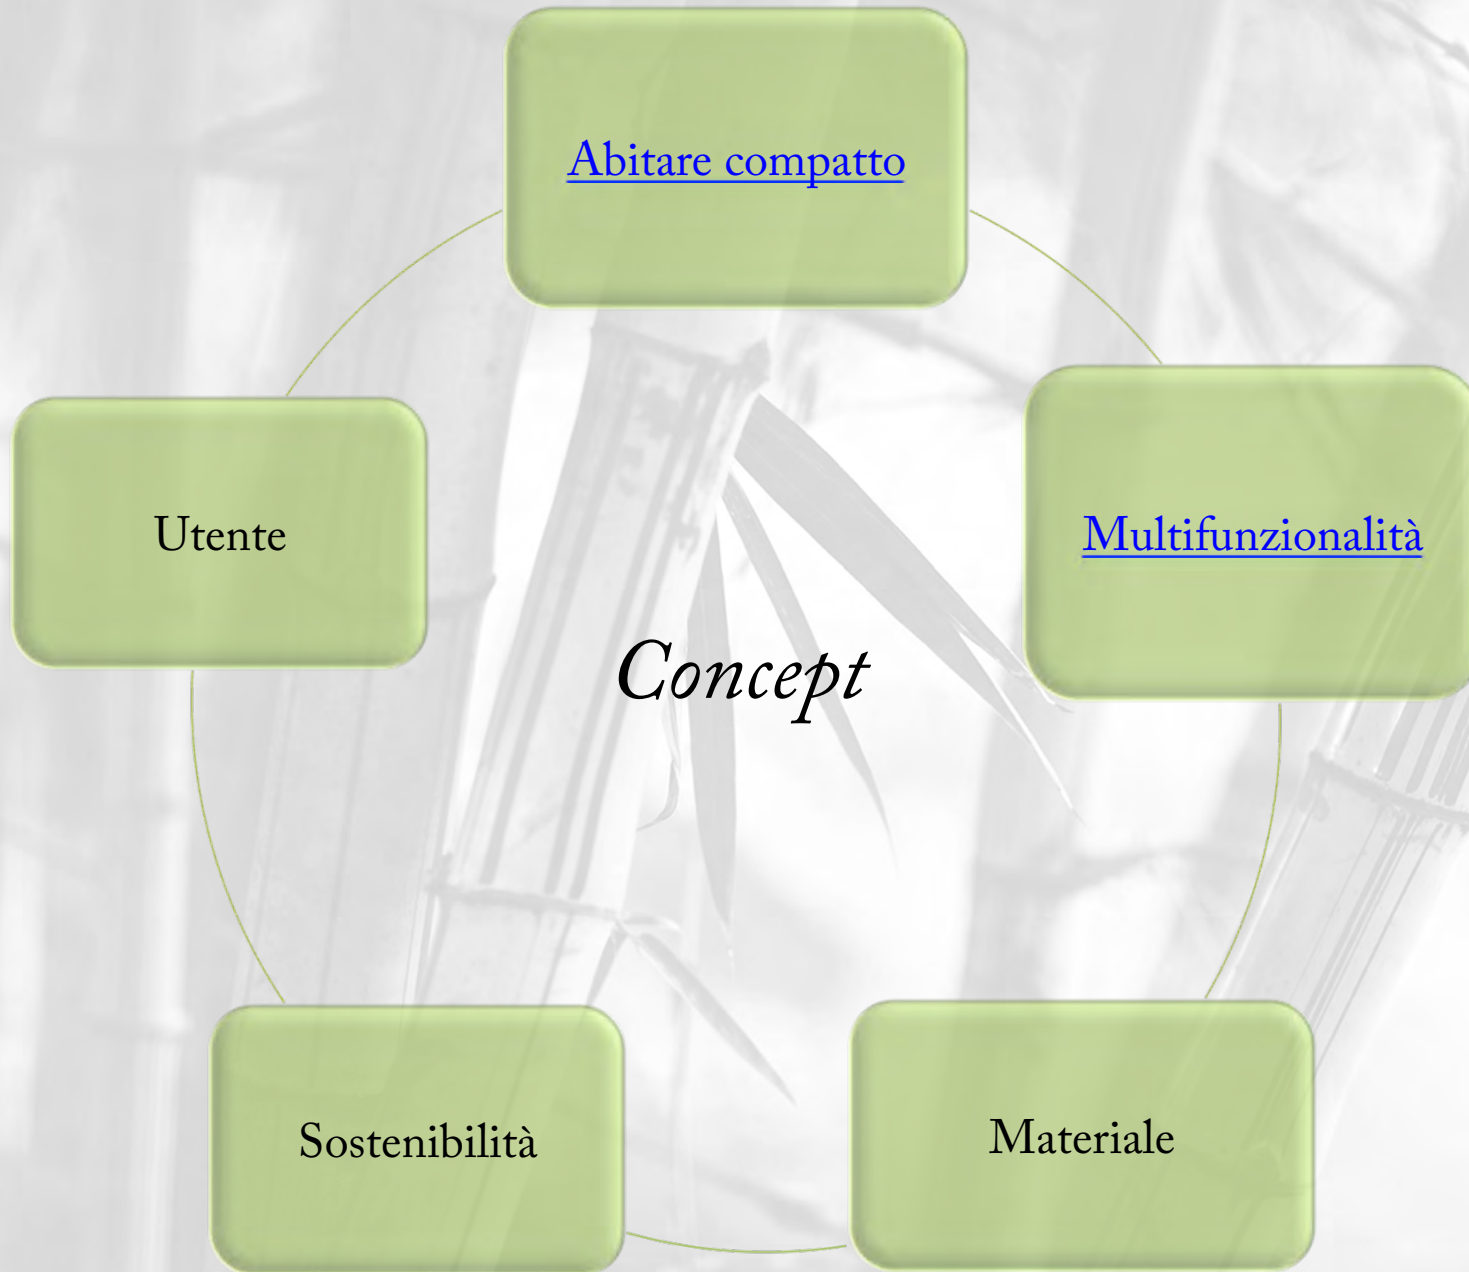 Abitare compatto
Utente
Multifunzionalità
Concept
Sostenibilità
Materiale